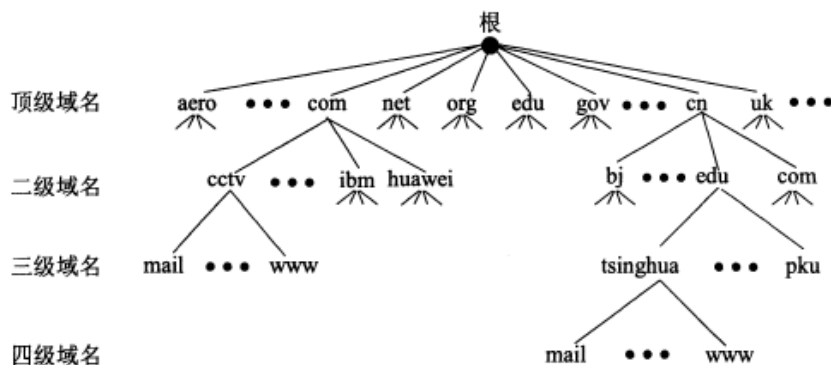 根
顶级域名 aero ••• com net org edu gov ••• cn uk •••
二级域名 cctv ••• ibm huawei bj ••• edu com
三级域名 mail ••• www tsinghua ••• pku
四级域名 mail ••• www